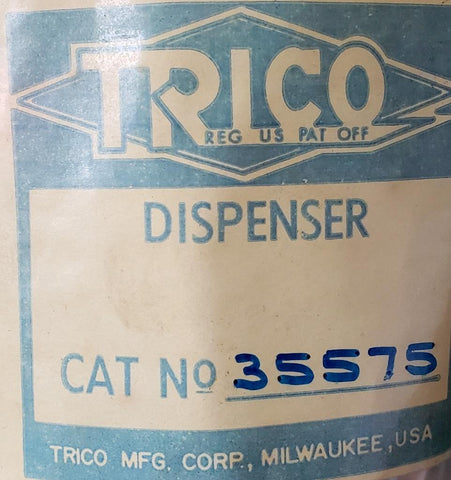 TRICO
REG US PAT OFF
DISPENSER
CAT No 35575
TRICO MFG. CORP., MILWAUKEE, USA